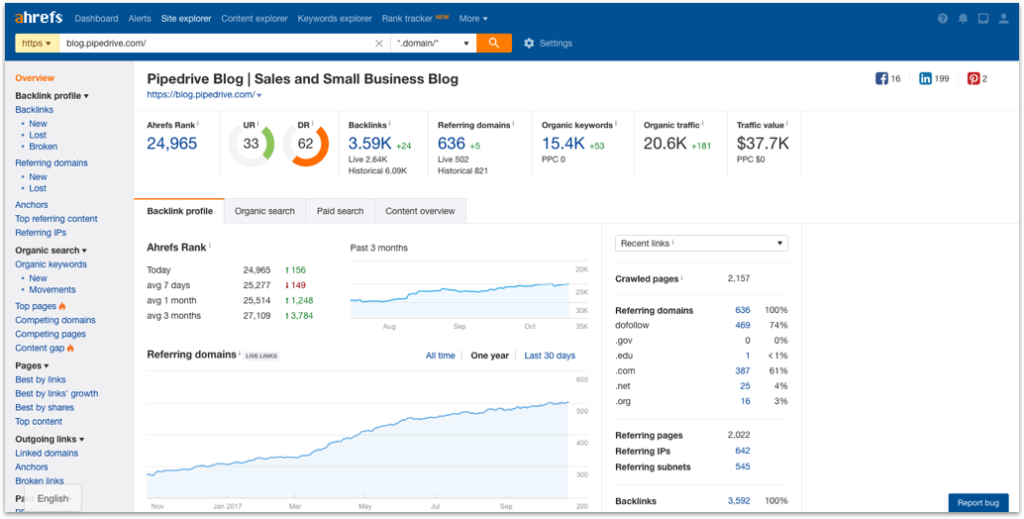 ahrefs Dashboard Alerts Site explorer Content explorer Keywords explorer Rank tracker NEW More
https blog.pipedrive.com/ *.domain/* Settings
Overview
Backlink profile
Backlinks
New
Lost
Broken
Referring domains
New
Lost
Anchors
Top referring content
Referring IPs
Organic search
Organic keywords
New
Movements
Top pages
Competing domains
Competing pages
Content gap
Pages
Best by links
Best by links' growth
Best by shares
Top content
Outgoing links
Linked domains
Anchors
Broken links
English
Pipedrive Blog | Sales and Small Business Blog
https://blog.pipedrive.com/
16 199 2
Ahrefs Rank UR DR Backlinks Referring domains Organic keywords Organic traffic Traffic value
24,965 33 62 3.59K +24 636 +5 15.4K +53 20.6K +181 $37.7K
Live 2.64K Live 502 PPC 0 PPC $0
Historical 6.09K Historical 821
Backlink profile Organic search Paid search Content overview
Ahrefs Rank
Today 24,965 ↑156
avg 7 days 25,277 ↓149
avg 1 month 25,514 ↑1,248
avg 3 months 27,109 ↑3,784
Past 3 months
20K
25K
30K
35K
Aug Sep Oct
Referring domains LIVE LINKS All time One year Last 30 days
600
500
400
300
200
Nov Jan 2017 Mar May Jul Sep
Recent links
Crawled pages 2,157
Referring domains 636 100%
dofollow 469 74%
.gov 0 0%
.edu 1 <1%
.com 387 61%
.net 25 4%
.org 16 3%
Referring pages 2,022
Referring IPs 642
Referring subnets 545
Backlinks 3,592 100%
Report bug